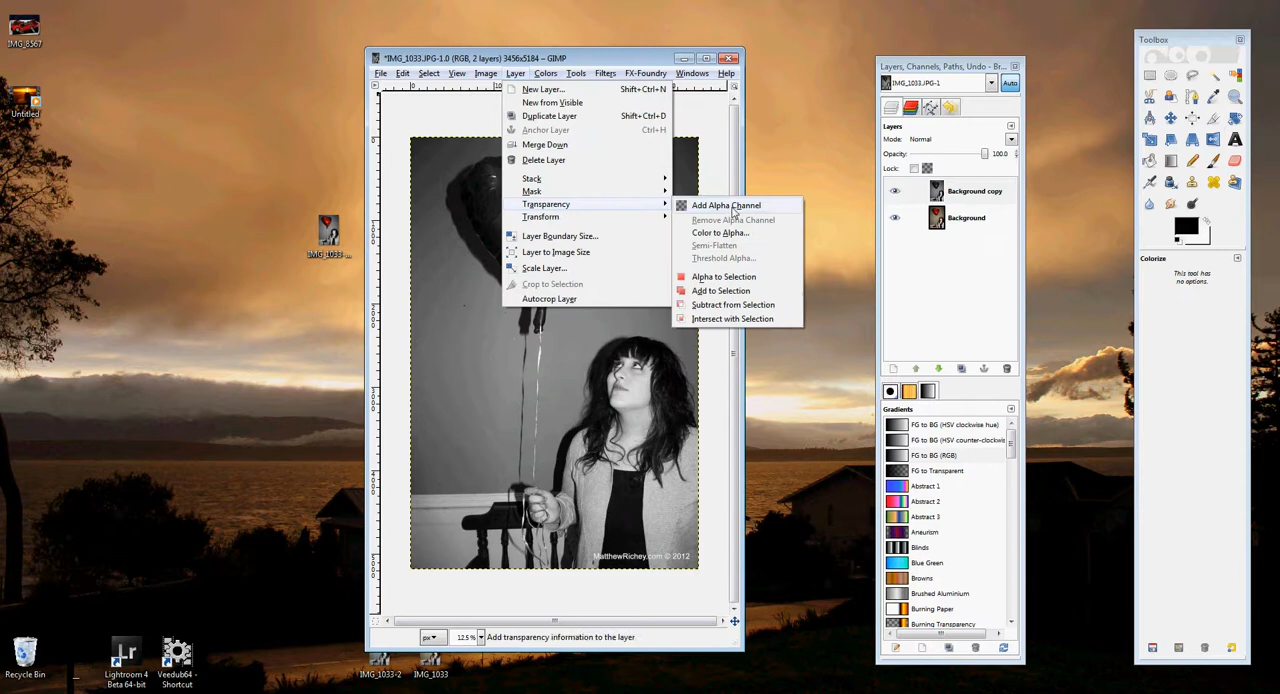 IMG_8567
Untitled
IMG_1033-...
Recycle Bin
Lightroom 4
Beta 64-bit
Veedub64 -
Shortcut
IMG_1033-2
IMG_1033
*IMG_1033.JPG-1.0 (RGB, 2 layers) 3456x5184 – GIMP
File Edit Select View Image Layer Colors Tools Filters FX-Foundry Windows Help
New Layer... Shift+Ctrl+N
New from Visible
Duplicate Layer Shift+Ctrl+D
Anchor Layer Ctrl+H
Merge Down
Delete Layer
Stack
Mask
Transparency
Transform
Layer Boundary Size...
Layer to Image Size
Scale Layer...
Crop to Selection
Autocrop Layer
Add Alpha Channel
Remove Alpha Channel
Color to Alpha...
Semi-Flatten
Threshold Alpha...
Alpha to Selection
Add to Selection
Subtract from Selection
Intersect with Selection
MatthewRichey.com © 2012
px 12.5% Add transparency information to the layer
Layers, Channels, Paths, Undo - Br...
IMG_1033.JPG-1 Auto
Layers
Mode: Normal
Opacity: 100.0
Lock:
Background copy
Background
Gradients
FG to BG (HSV clockwise hue)
FG to BG (HSV counter-clockwis
FG to BG (RGB)
FG to Transparent
Abstract 1
Abstract 2
Abstract 3
Aneurism
Blinds
Blue Green
Browns
Brushed Aluminium
Burning Paper
Burning Transparency
Toolbox
Colorize
This tool has
no options.